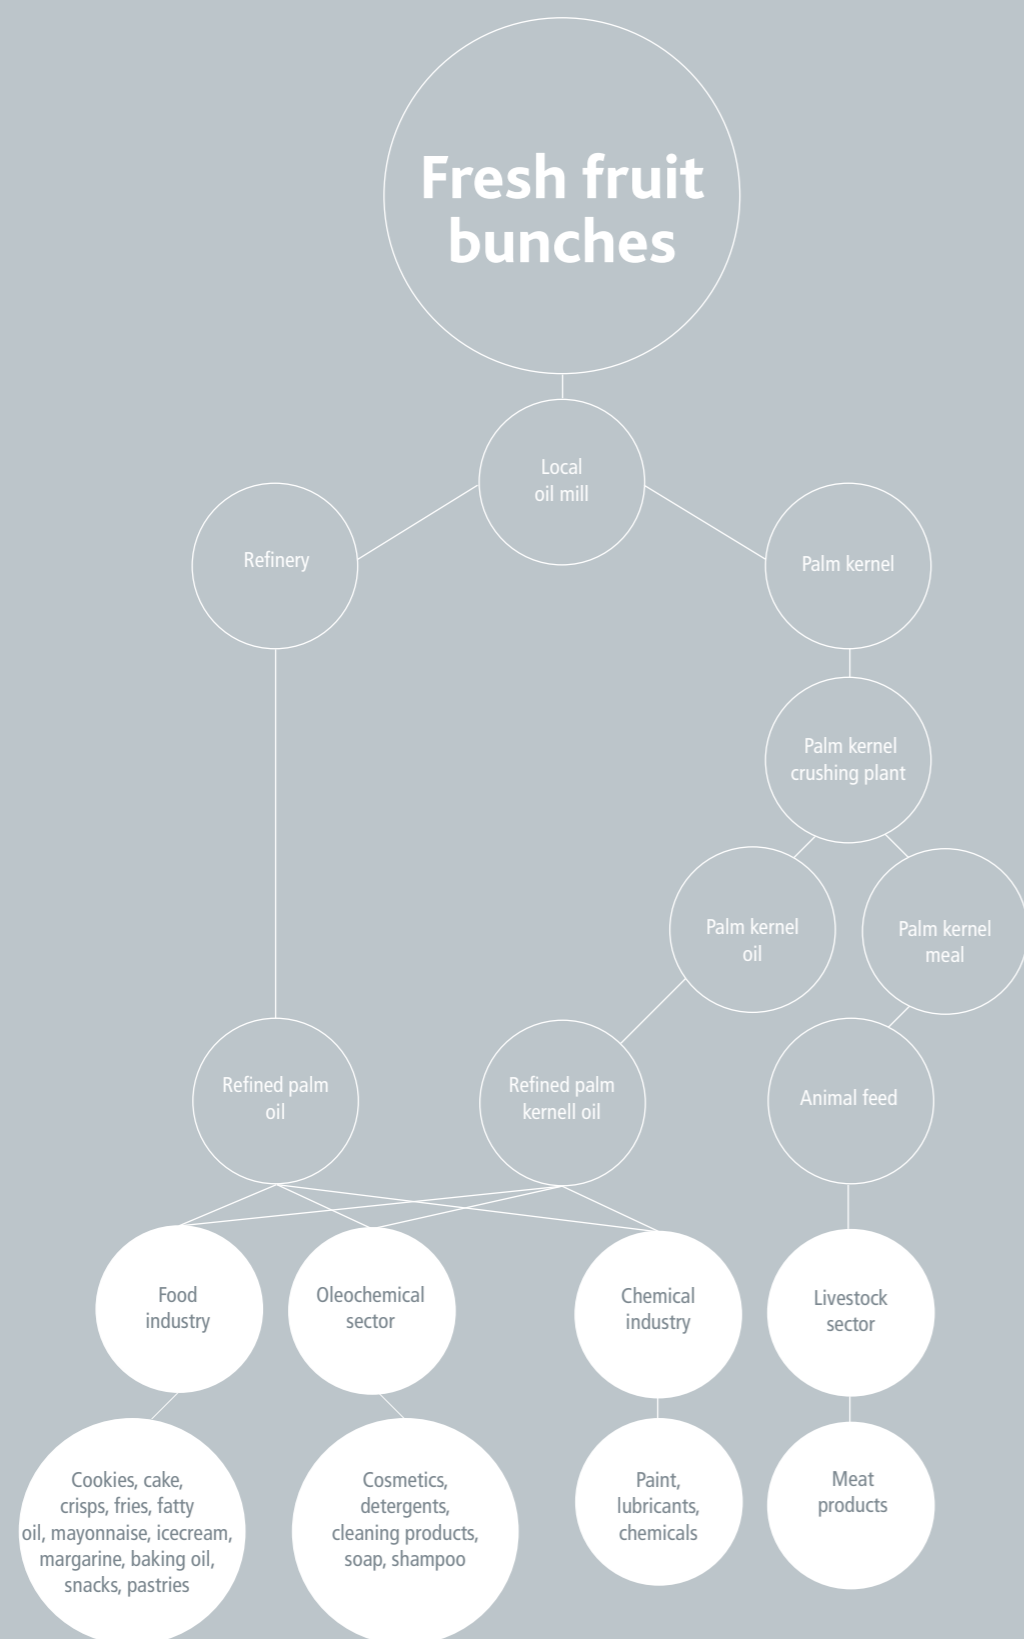 Fresh fruit
bunches
Local
oil mill
Refinery
Palm kernel
Palm kernel
crushing plant
Palm kernel
oil
Palm kernel
meal
Refined palm
oil
Refined palm
kernell oil
Animal feed
Food
industry
Oleochemical
sector
Chemical
industry
Livestock
sector
Cookies, cake,
crisps, fries, fatty
oil, mayonnaise, icecream,
margarine, baking oil,
snacks, pastries
Cosmetics,
detergents,
cleaning products,
soap, shampoo
Paint,
lubricants,
chemicals
Meat
products